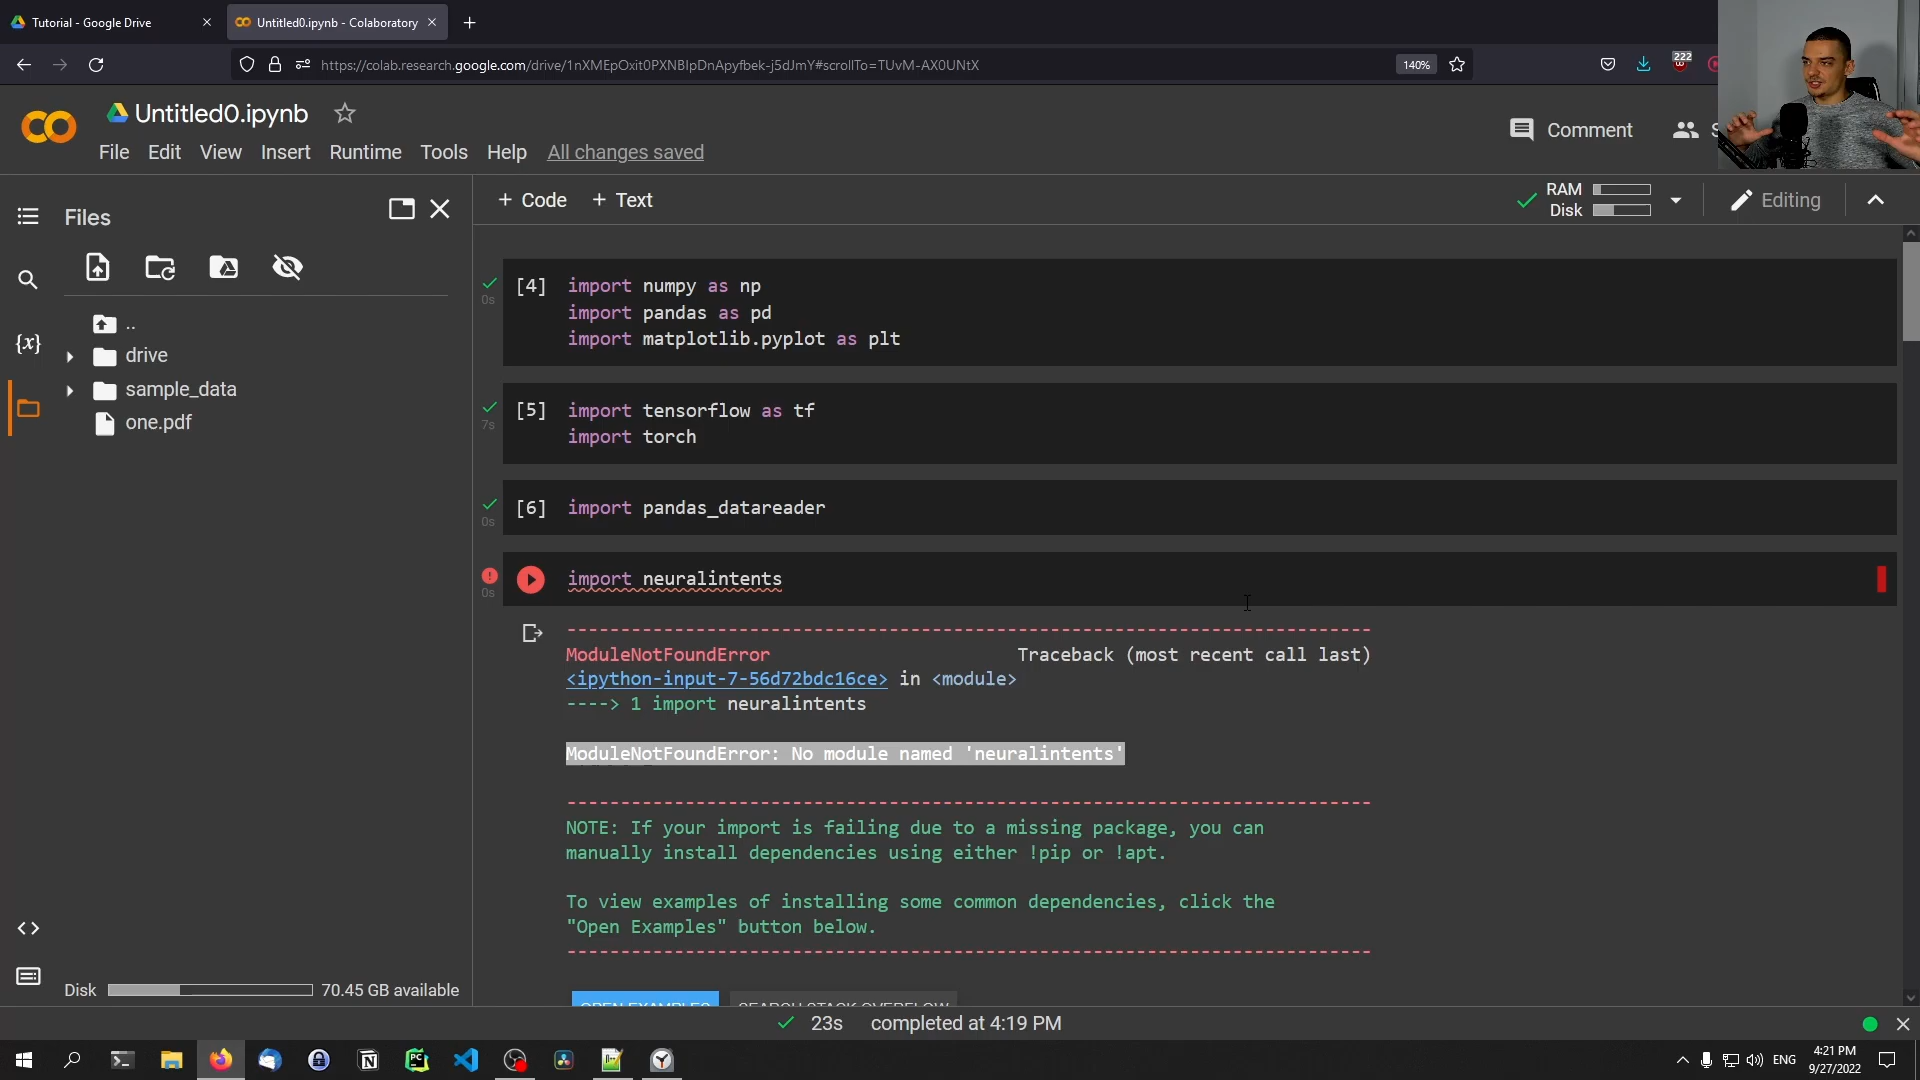 Tutorial - Google Drive
Untitled0.ipynb - Colaboratory
https://colab.research.google.com/drive/1nXMEpOxit0PXNBIpDnApyfbek-j5dJmY#scrollTo=TUvM-AX0UNtX
140%
222
Untitled0.ipynb
Comment
S
File Edit View Insert Runtime Tools Help All changes saved
Files
+ Code + Text
RAM
Disk
Editing
..
drive
sample_data
one.pdf
{x}
0s
[4] import numpy as np
import pandas as pd
import matplotlib.pyplot as plt
7s
[5] import tensorflow as tf
import torch
0s
[6] import pandas_datareader
0s
import neuralintents
---------------------------------------------------------------------------
ModuleNotFoundError Traceback (most recent call last)
<ipython-input-7-56d72bdc16ce> in <module>
----> 1 import neuralintents
ModuleNotFoundError: No module named 'neuralintents'
---------------------------------------------------------------------------
NOTE: If your import is failing due to a missing package, you can
manually install dependencies using either !pip or !apt.
To view examples of installing some common dependencies, click the
"Open Examples" button below.
---------------------------------------------------------------------------
OPEN EXAMPLES SEARCH STACK OVERFLOW
Disk 70.45 GB available
23s completed at 4:19 PM
ENG
4:21 PM
9/27/2022